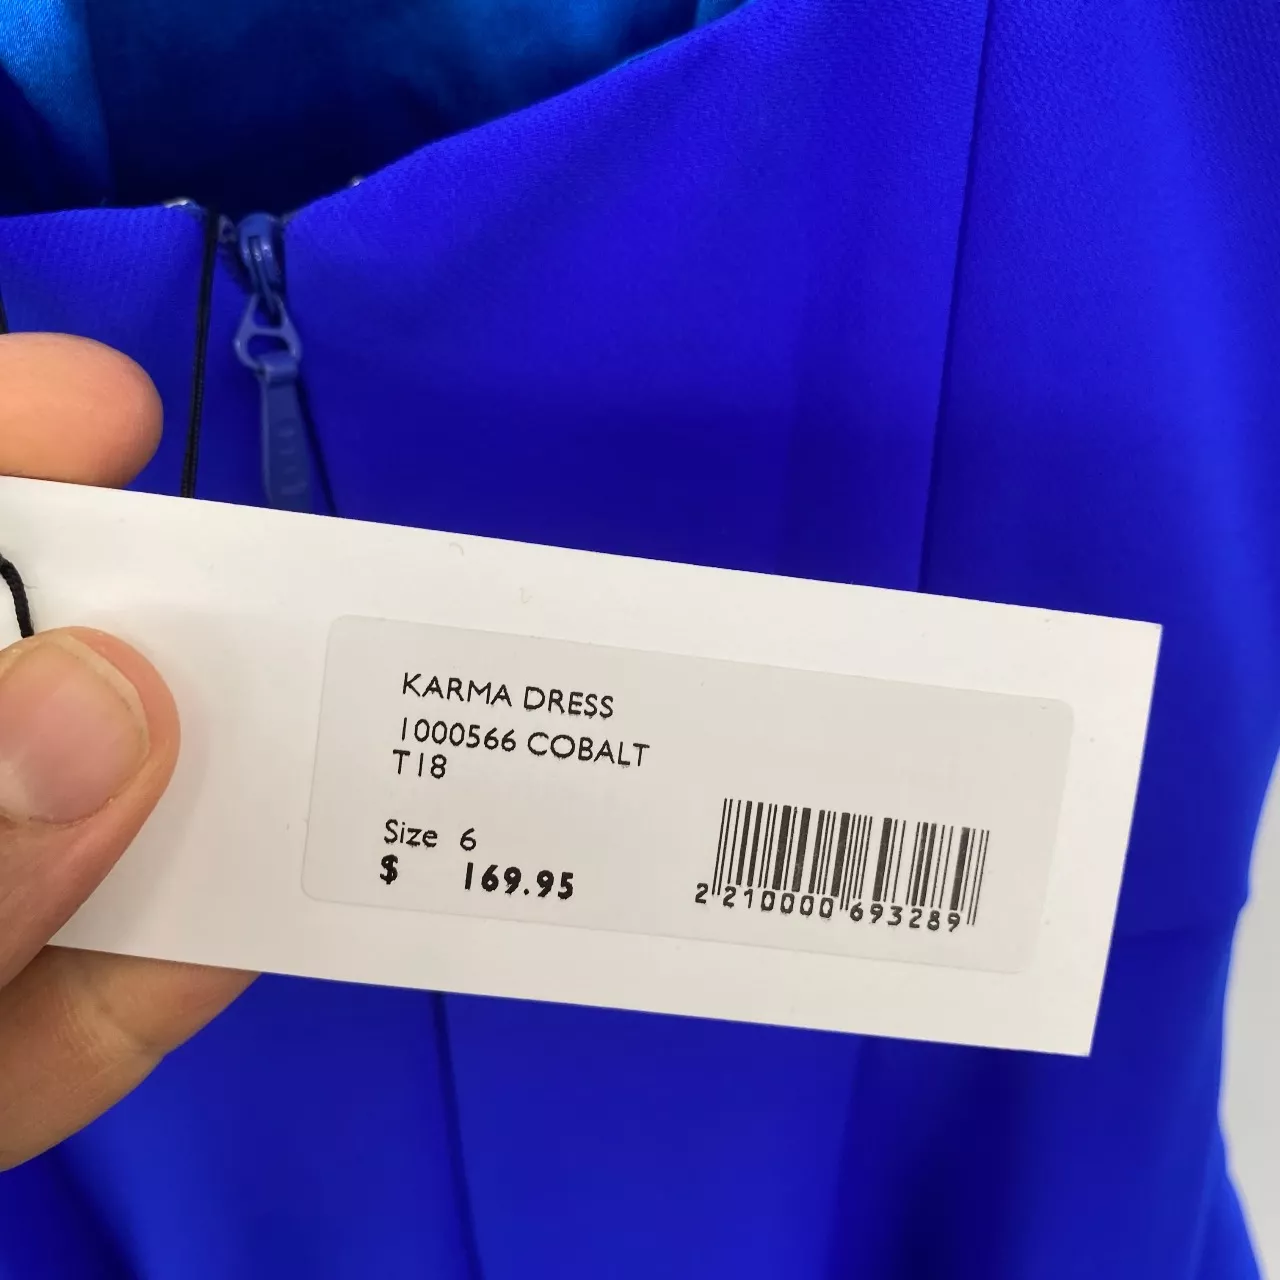 KARMA DRESS
1000566 COBALT
T18
Size 6
$ 169.95
2 210000 693289